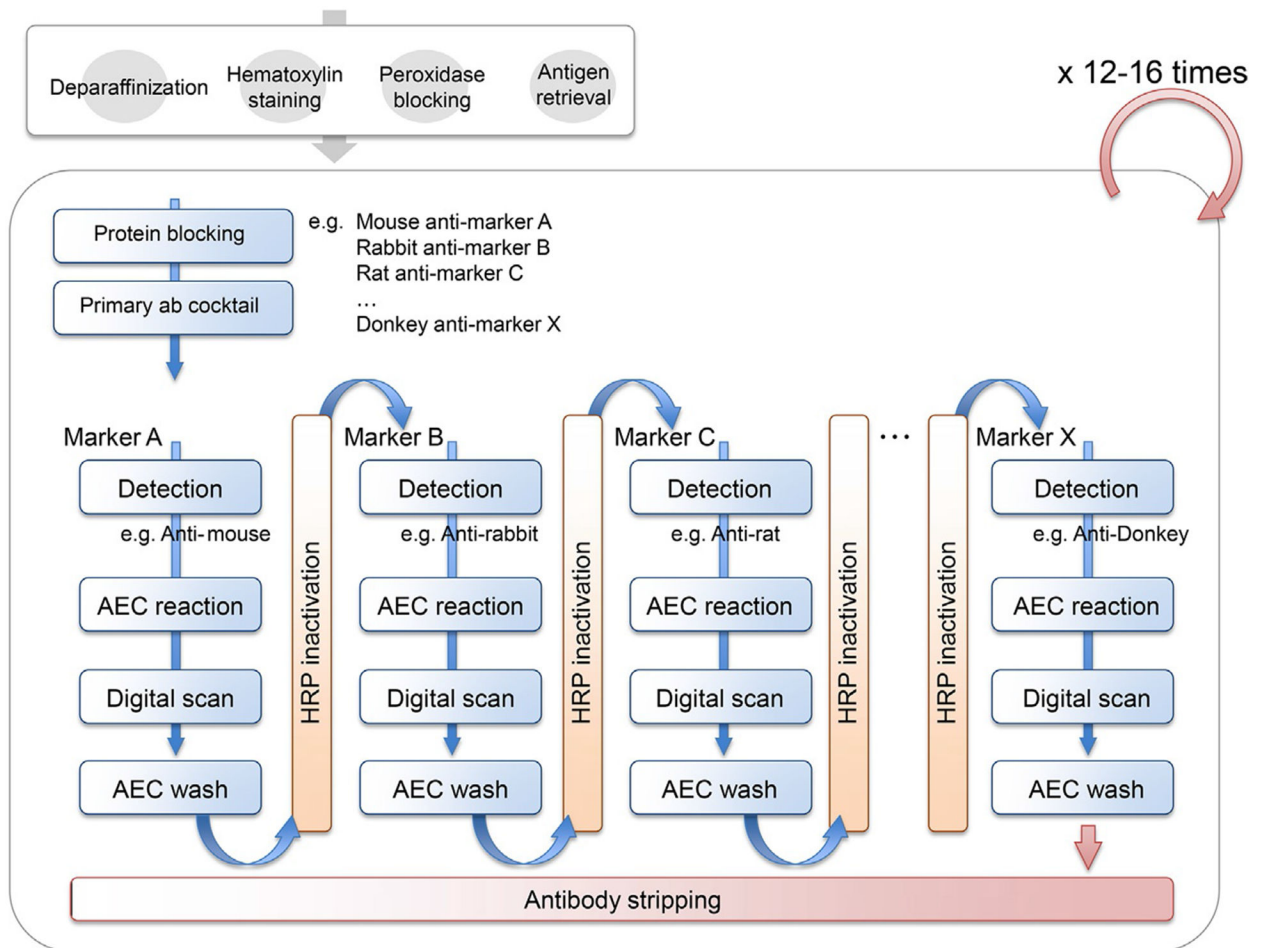 Deparaffinization
Hematoxylin
staining
Peroxidase
blocking
Antigen
retrieval
x 12-16 times
Protein blocking
Primary ab cocktail
e.g. Mouse anti-marker A
Rabbit anti-marker B
Rat anti-marker C
...
Donkey anti-marker X
Marker A
Detection
e.g. Anti-mouse
AEC reaction
Digital scan
AEC wash
HRP inactivation
Marker B
Detection
e.g. Anti-rabbit
AEC reaction
Digital scan
AEC wash
HRP inactivation
Marker C
Detection
e.g. Anti-rat
AEC reaction
Digital scan
AEC wash
HRP inactivation
...
HRP inactivation
Marker X
Detection
e.g. Anti-Donkey
AEC reaction
Digital scan
AEC wash
Antibody stripping